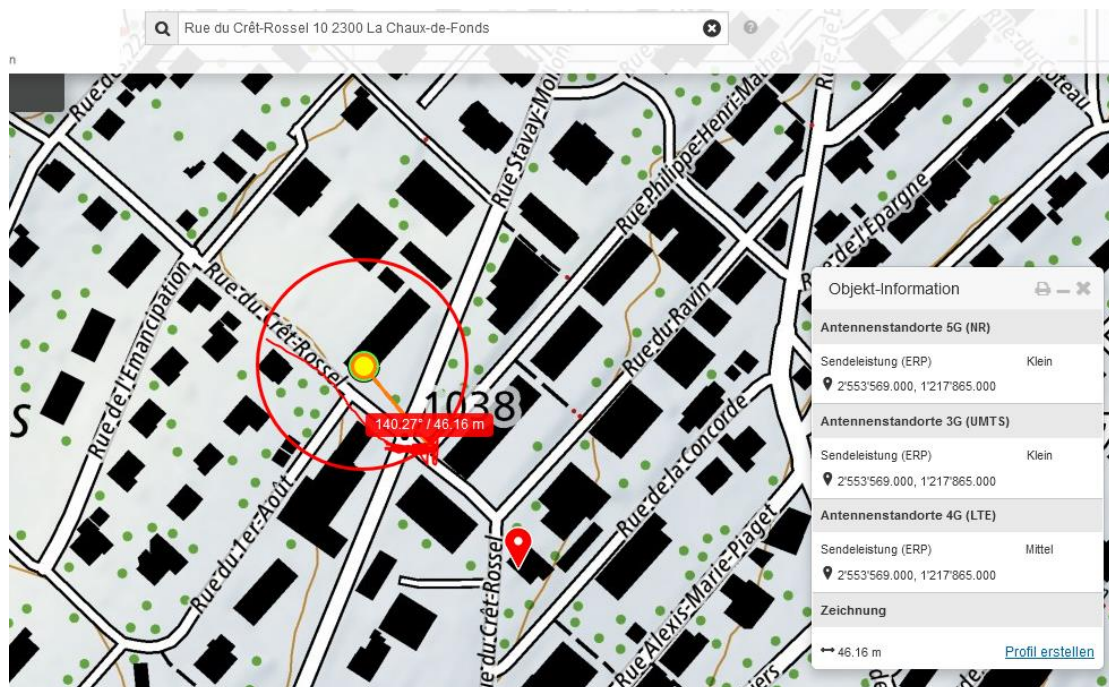 Rue du Crêt-Rossel 10 2300 La Chaux-de-Fonds
n
Rue de l'Emancipation
Rue du Crêt-Rossel
Rue Stavay-Mollon
Rue Philippe-Henri-Mathey
Rue du Coteau
Rue de l'Epargne
Rue du Ravin
Rue de la Concorde
Rue Alexis-Marie-Piaget
Rue du 1er-Août
Rue du Crêt-Rossel
1038
140.27° / 46.16 m
S
Objekt-Information
Antennenstandorte 5G (NR)
Sendeleistung (ERP) Klein
2'553'569.000, 1'217'865.000
Antennenstandorte 3G (UMTS)
Sendeleistung (ERP) Klein
2'553'569.000, 1'217'865.000
Antennenstandorte 4G (LTE)
Sendeleistung (ERP) Mittel
2'553'569.000, 1'217'865.000
Zeichnung
46.16 m Profil erstellen